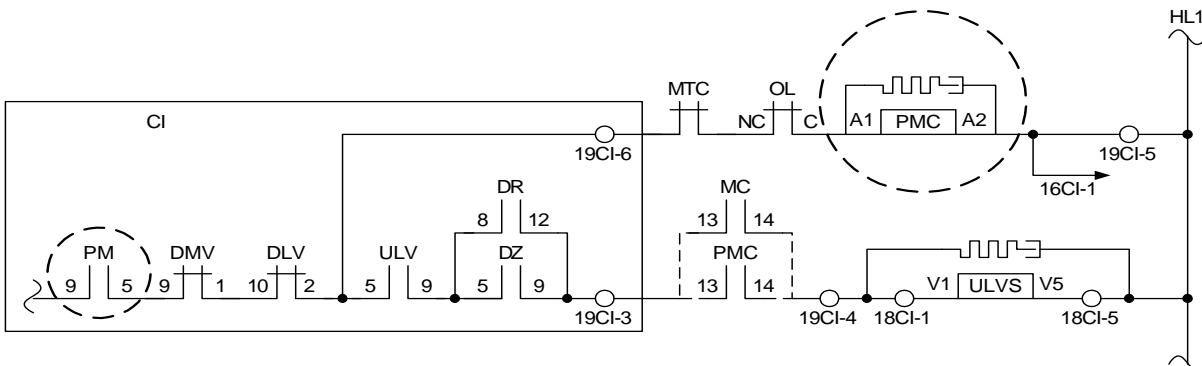 HL1
MTC OL
CI NC C A1 PMC A2
19CI-6 19CI-5
16CI-1
DR MC
8 12 13 14
PM DMV DLV ULV DZ PMC
9 5 9 1 10 2 5 9 5 9 13 14 V1 ULVS V5
19CI-3 19CI-4 18CI-1 18CI-5